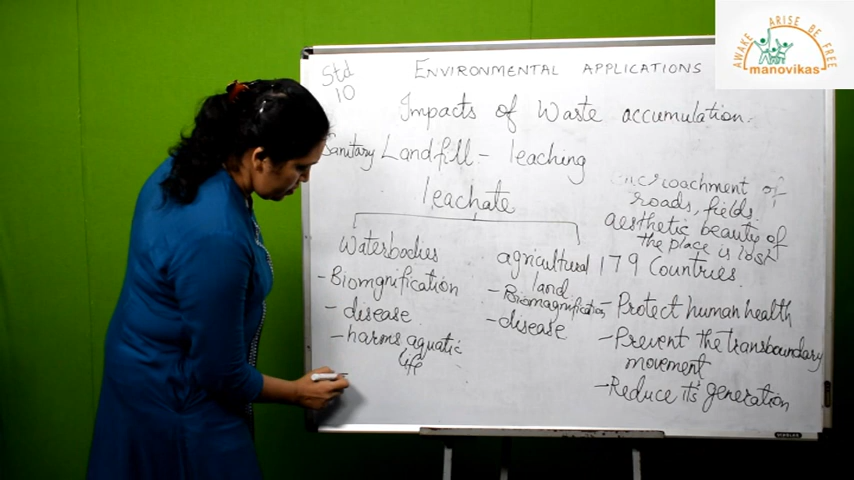 AWAKE ARISE BE FREE
manovikas
Std
10
ENVIRONMENTAL APPLICATIONS
Impacts of Waste accumulation.
Sanitary Landfill - leaching
leachate
Waterbodies
- Biomgnification
- disease
- harms aquatic
life
agricultural
land
- Biomagnification
- disease
Encroachment of
roads, fields.
aesthetic beauty of
the place is lost
179 Countries.
- Protect human health
- Prevent the transboundary
movement
- Reduce its generation